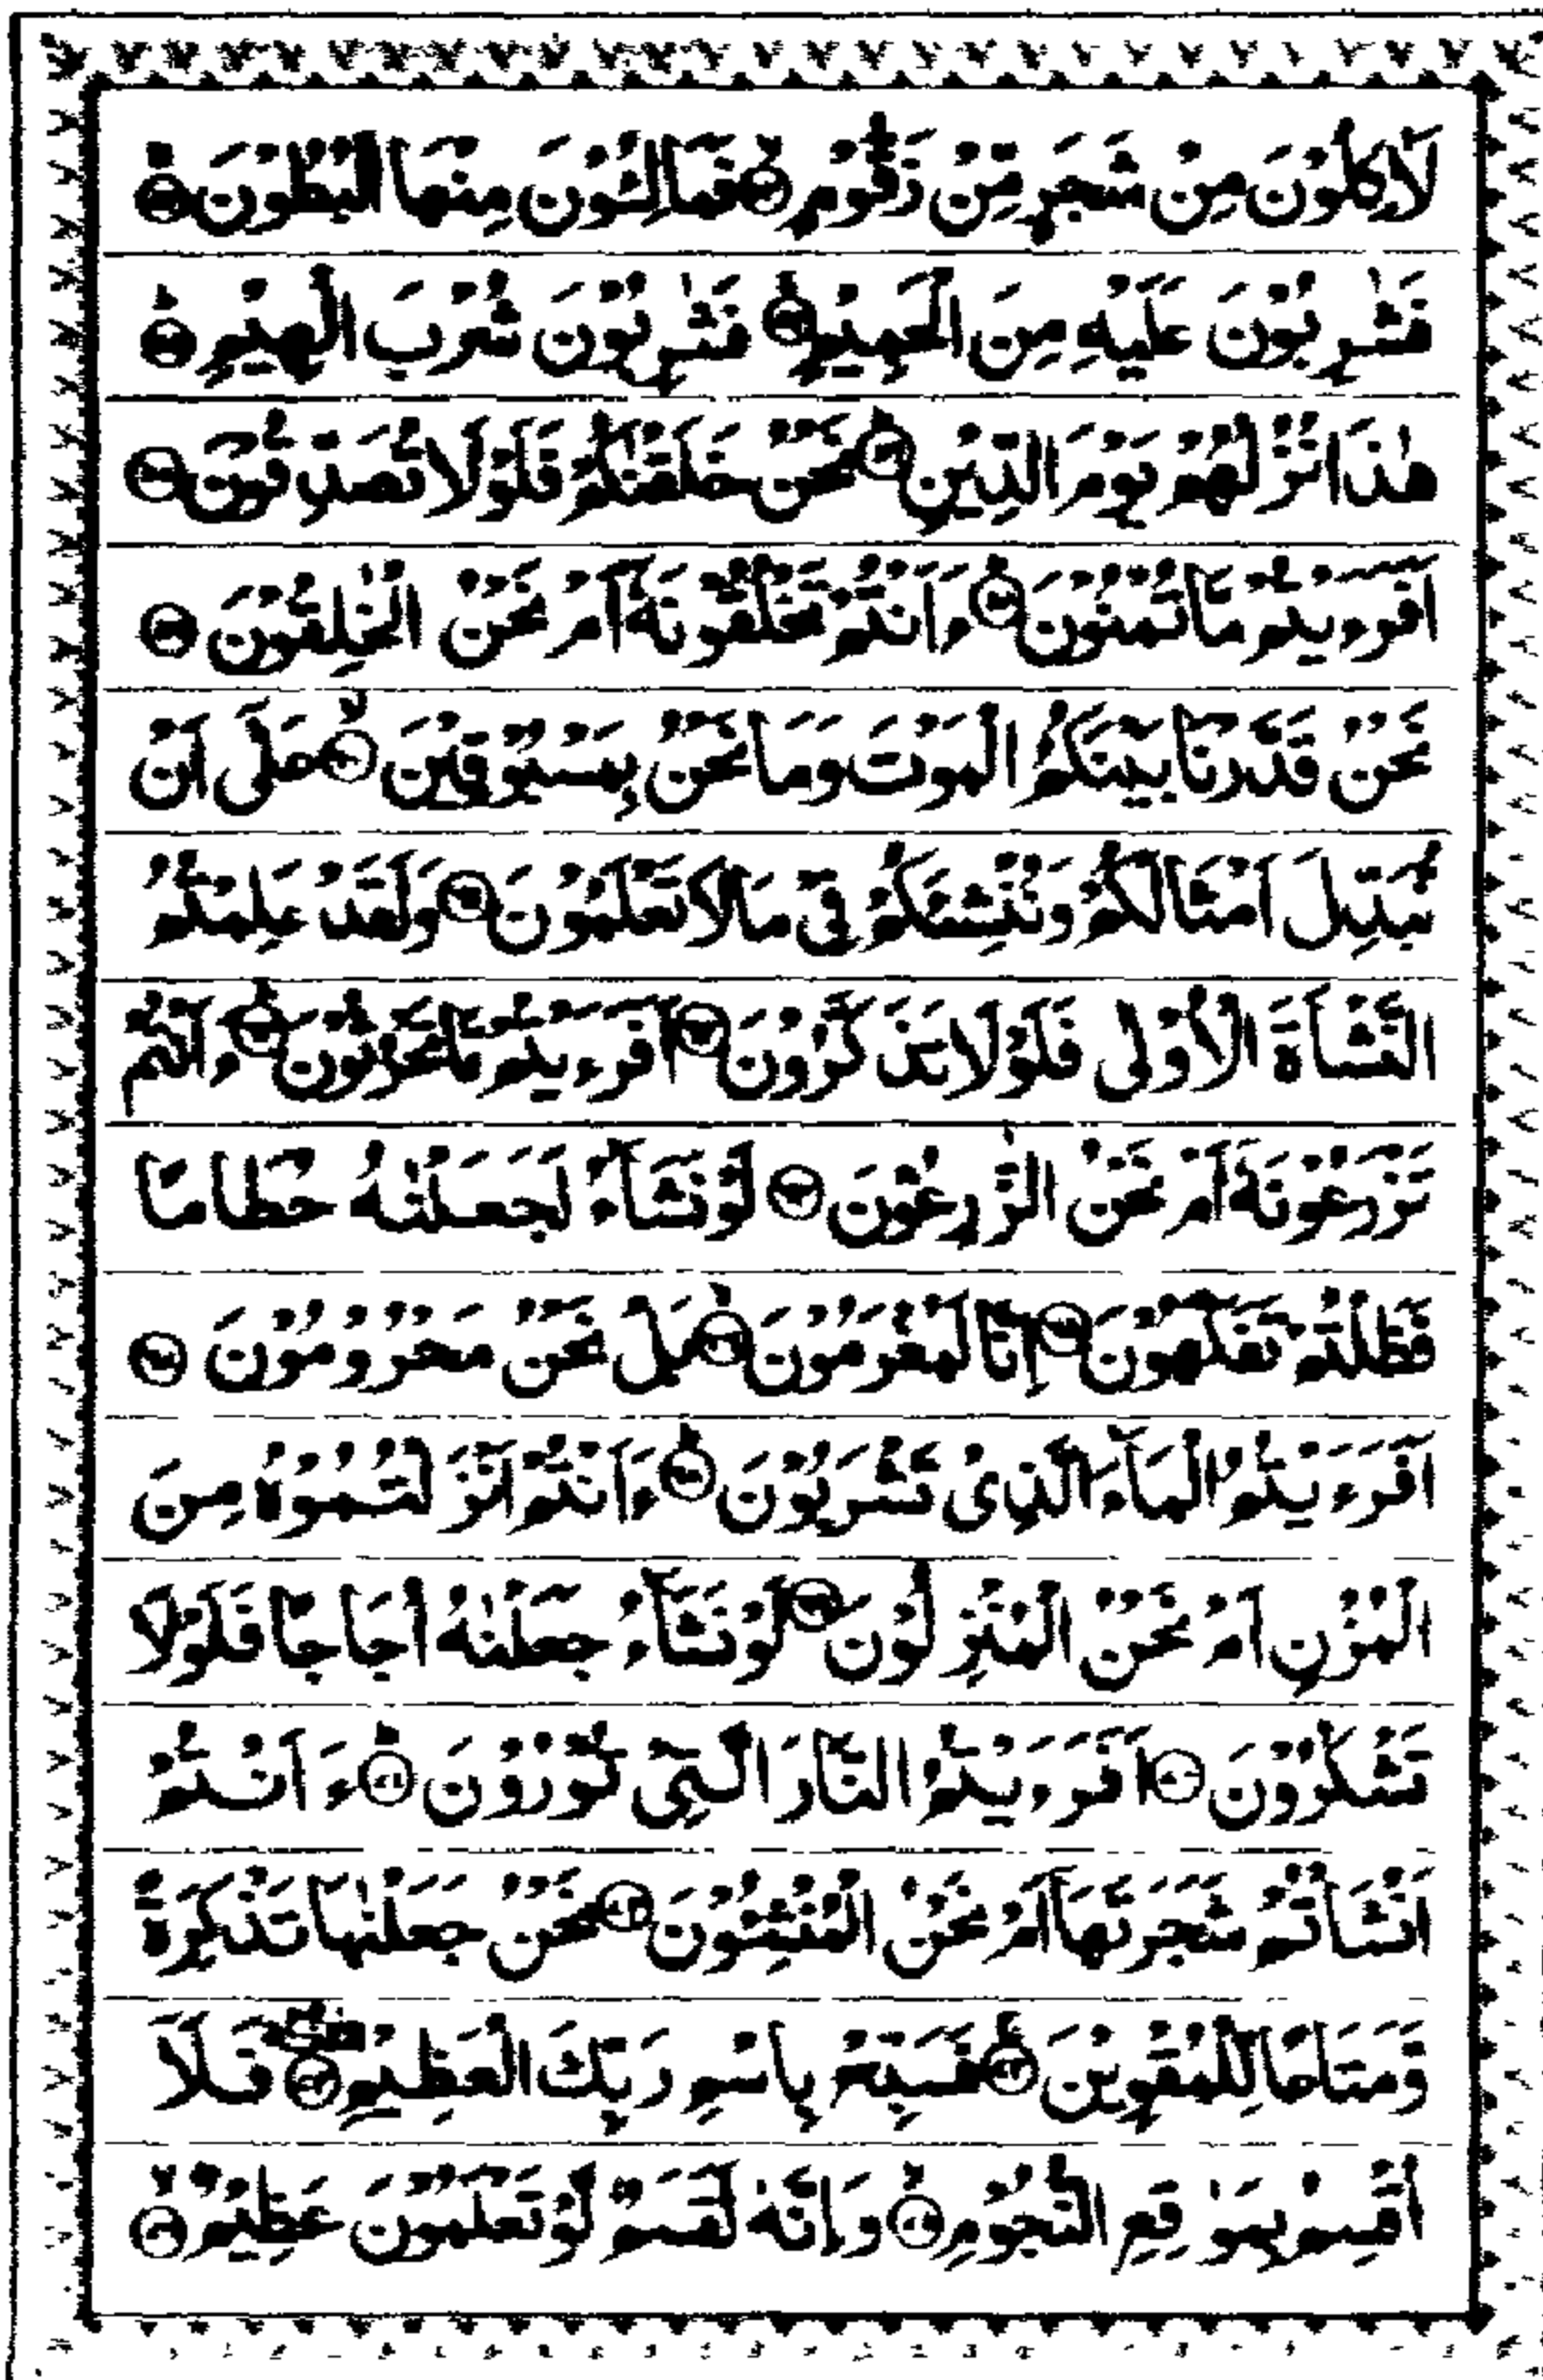 لَاٰكِلُوْنَ مِنْ شَجَرٍ مِّنْ زَقُّوْمٍ ۝ فَمَالِـُٔوْنَ مِنْهَا الْبُطُوْنَ ۝
فَشٰرِبُوْنَ عَلَيْهِ مِنَ الْحَمِيْمِ ۝ فَشٰرِبُوْنَ شُرْبَ الْهِيْمِ ۝
هٰذَا نُزُلُهُمْ يَوْمَ الدِّيْنِ ۝ نَحْنُ خَلَقْنٰكُمْ فَلَوْلَا تُصَدِّقُوْنَ ۝
اَفَرَءَيْتُمْ مَّا تُمْنُوْنَ ۝ ءَاَنْتُمْ تَخْلُقُوْنَهٗٓ اَمْ نَحْنُ الْخٰلِقُوْنَ ۝
نَحْنُ قَدَّرْنَا بَيْنَكُمُ الْمَوْتَ وَمَا نَحْنُ بِمَسْبُوْقِيْنَ ۝ عَلٰٓى اَنْ
نُّبَدِّلَ اَمْثَالَكُمْ وَنُنْشِئَكُمْ فِيْ مَا لَا تَعْلَمُوْنَ ۝ وَلَقَدْ عَلِمْتُمُ
النَّشْاَةَ الْاُوْلٰى فَلَوْلَا تَذَكَّرُوْنَ ۝ اَفَرَءَيْتُمْ مَّا تَحْرُثُوْنَ ۝ ءَاَنْتُمْ
تَزْرَعُوْنَهٗٓ اَمْ نَحْنُ الزّٰرِعُوْنَ ۝ لَوْ نَشَآءُ لَجَعَلْنٰهُ حُطَامًا
فَظَلْتُمْ تَفَكَّهُوْنَ ۝ اِنَّا لَمُغْرَمُوْنَ ۝ بَلْ نَحْنُ مَحْرُوْمُوْنَ ۝
اَفَرَءَيْتُمُ الْمَآءَ الَّذِيْ تَشْرَبُوْنَ ۝ ءَاَنْتُمْ اَنْزَلْتُمُوْهُ مِنَ
الْمُزْنِ اَمْ نَحْنُ الْمُنْزِلُوْنَ ۝ لَوْ نَشَآءُ جَعَلْنٰهُ اُجَاجًا فَلَوْلَا
تَشْكُرُوْنَ ۝ اَفَرَءَيْتُمُ النَّارَ الَّتِيْ تُوْرُوْنَ ۝ ءَاَنْتُمْ
اَنْشَاْتُمْ شَجَرَتَهَآ اَمْ نَحْنُ الْمُنْشِـُٔوْنَ ۝ نَحْنُ جَعَلْنٰهَا تَذْكِرَةً
وَّمَتَاعًا لِّلْمُقْوِيْنَ ۝ فَسَبِّحْ بِاسْمِ رَبِّكَ الْعَظِيْمِ ۝ فَلَآ
اُقْسِمُ بِمَوٰقِعِ النُّجُوْمِ ۝ وَاِنَّهٗ لَقَسَمٌ لَّوْ تَعْلَمُوْنَ عَظِيْمٌ ۝